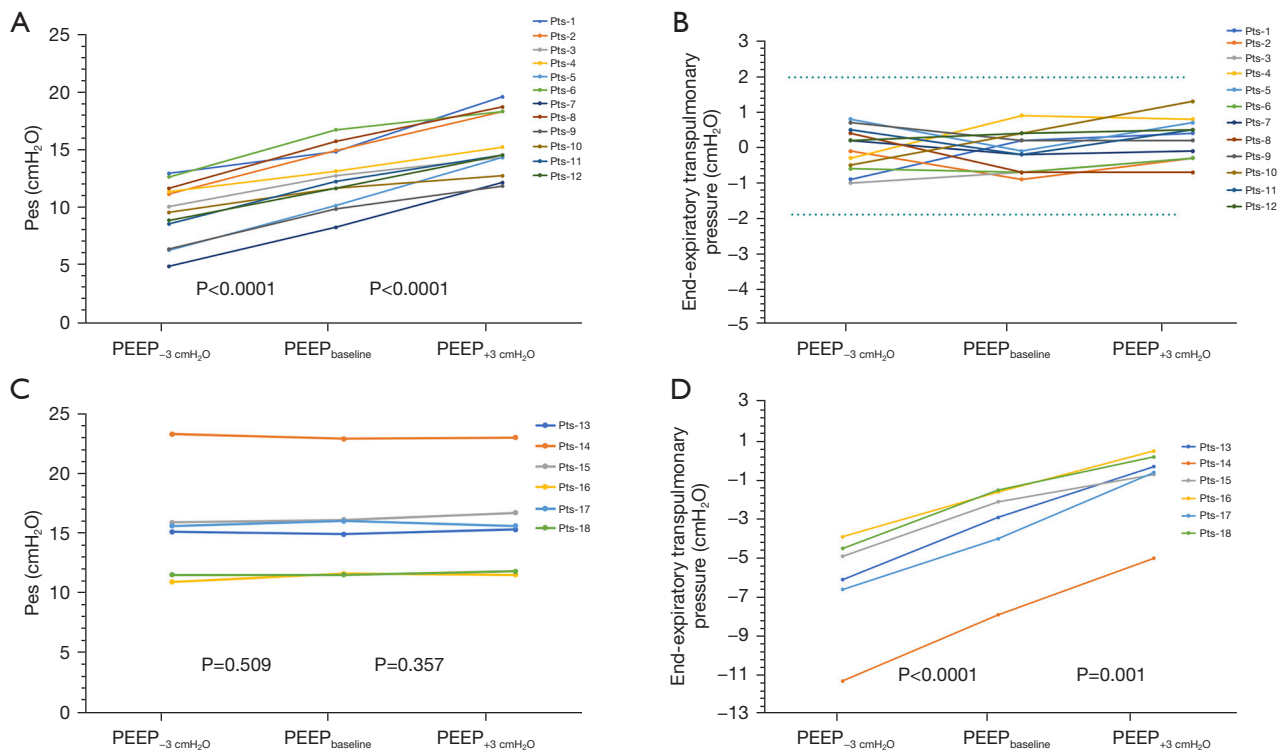 A
25
20
15
10
5
0
Pes (cmH₂O)
Pts-1
Pts-2
Pts-3
Pts-4
Pts-5
Pts-6
Pts-7
Pts-8
Pts-9
Pts-10
Pts-11
Pts-12
P<0.0001 P<0.0001
PEEP₋₃ cmH₂O PEEPbaseline PEEP₊₃ cmH₂O
B
3
2
1
0
−1
−2
−3
−4
−5
End-expiratory transpulmonary
pressure (cmH₂O)
Pts-1
Pts-2
Pts-3
Pts-4
Pts-5
Pts-6
Pts-7
Pts-8
Pts-9
Pts-10
Pts-11
Pts-12
PEEP₋₃ cmH₂O PEEPbaseline PEEP₊₃ cmH₂O
C
25
20
15
10
5
0
Pes (cmH₂O)
Pts-13
Pts-14
Pts-15
Pts-16
Pts-17
Pts-18
P=0.509 P=0.357
PEEP₋₃ cmH₂O PEEPbaseline PEEP₊₃ cmH₂O
D
3
1
−1
−3
−5
−7
−9
−11
−13
End-expiratory transpulmonary
pressure (cmH₂O)
Pts-13
Pts-14
Pts-15
Pts-16
Pts-17
Pts-18
P<0.0001 P=0.001
PEEP₋₃ cmH₂O PEEPbaseline PEEP₊₃ cmH₂O